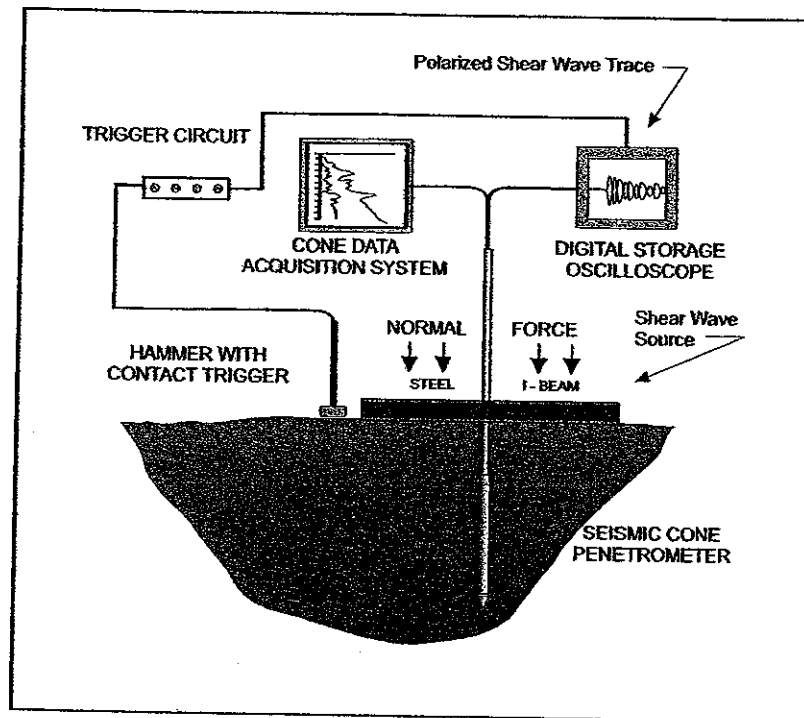 Polarized Shear Wave Trace
TRIGGER CIRCUIT
CONE DATA
ACQUISITION SYSTEM
DIGITAL STORAGE
OSCILLOSCOPE
HAMMER WITH
CONTACT TRIGGER
NORMAL
FORCE
STEEL
I - BEAM
Shear Wave
Source
SEISMIC CONE
PENETROMETER